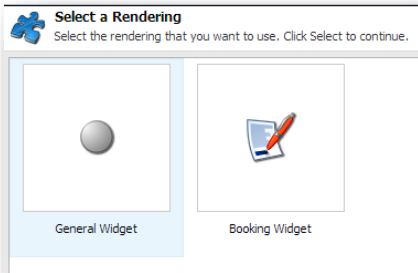 Select a Rendering
Select the rendering that you want to use. Click Select to continue.
General Widget
Booking Widget